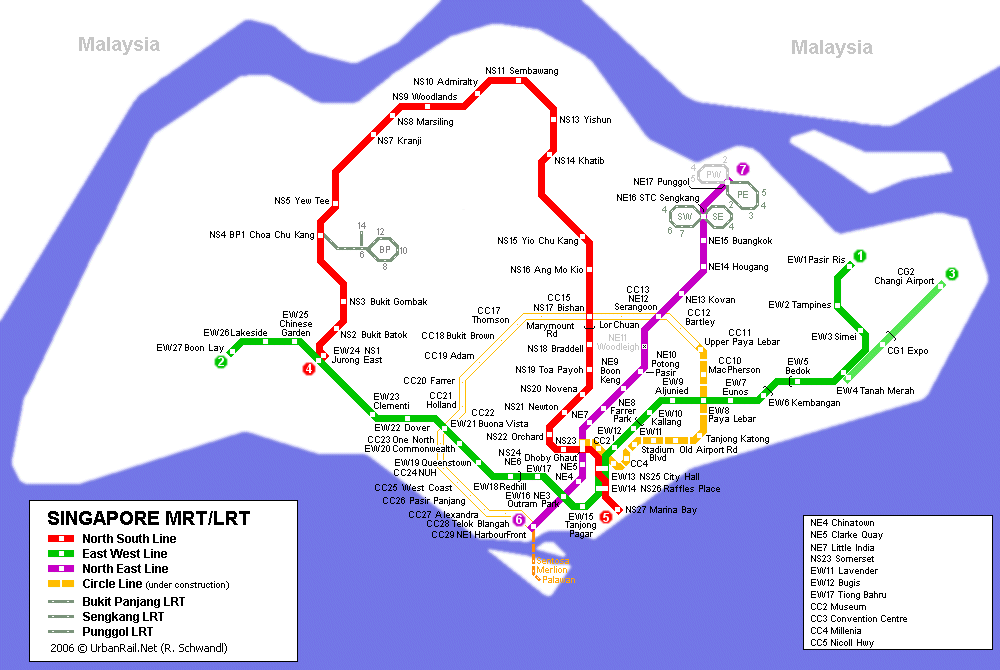 Malaysia
Malaysia
NS11 Sembawang
NS10 Admiralty
NS9 Woodlands
NS8 Marsiling
NS7 Kranji
NS13 Yishun
NS14 Khatib
NS5 Yew Tee
NS4 BP1 Choa Chu Kang
14
12
BP
10
6
8
NS15 Yio Chu Kang
NS16 Ang Mo Kio
NS3 Bukit Gombak
NS2 Bukit Batok
EW24 NS1
Jurong East
EW25
Chinese
Garden
EW26 Lakeside
EW27 Boon Lay
2
4
7
NE17 Punggol
4
5
PW
2
PE
5
4
3
NE16 STC Sengkang
4
SW
6
7
SE
2
4
NE15 Buangkok
NE14 Hougang
NE13 Kovan
EW1 Pasir Ris
1
CG2
Changi Airport
3
EW2 Tampines
EW3 Simei
CG1 Expo
EW4 Tanah Merah
EW5
Bedok
EW6 Kembangan
EW7
Eunos
EW8
Paya Lebar
EW9
Aljunied
EW10
Kallang
EW11
EW12
CC13
NE12
Serangoon
CC12
Bartley
CC11
Upper Paya Lebar
CC10
MacPherson
CC15
NS17 Bishan
Marymount
Rd
Lor Chuan
NE11
Woodleigh
NE10
Potong
Pasir
NE9
Boon
Keng
NE8
Farrer
Park
NE7
NS18 Braddell
NS19 Toa Payoh
NS20 Novena
NS21 Newton
NS22 Orchard
NS23
CC2
CC4
Dhoby Ghaut
NS24
NE6
NE5
NE4
CC17
Thomson
CC18 Bukit Brown
CC19 Adam
CC20 Farrer
CC21
Holland
CC22
EW21 Buona Vista
EW23
Clementi
EW22 Dover
CC23 One North
EW20 Commonwealth
EW19 Queenstown
CC24 NUH
EW18 Redhill
EW17
EW16 NE3
Outram Park
EW15
Tanjong
Pagar
CC25 West Coast
CC26 Pasir Panjang
CC27 Alexandra
CC28 Telok Blangah
CC29 NE1 HarbourFront
6
5
Tanjong Katong
Old Airport Rd
Stadium
Blvd
EW13 NS25 City Hall
EW14 NS26 Raffles Place
NS27 Marina Bay
Sentosa
Merlion
Palawan
SINGAPORE MRT/LRT
North South Line
East West Line
North East Line
Circle Line (under construction)
Bukit Panjang LRT
Sengkang LRT
Punggol LRT
2006 © UrbanRail.Net (R. Schwandl)
NE4 Chinatown
NE5 Clarke Quay
NE7 Little India
NS23 Somerset
EW11 Lavender
EW12 Bugis
EW17 Tiong Bahru
CC2 Museum
CC3 Convention Centre
CC4 Millenia
CC5 Nicoll Hwy